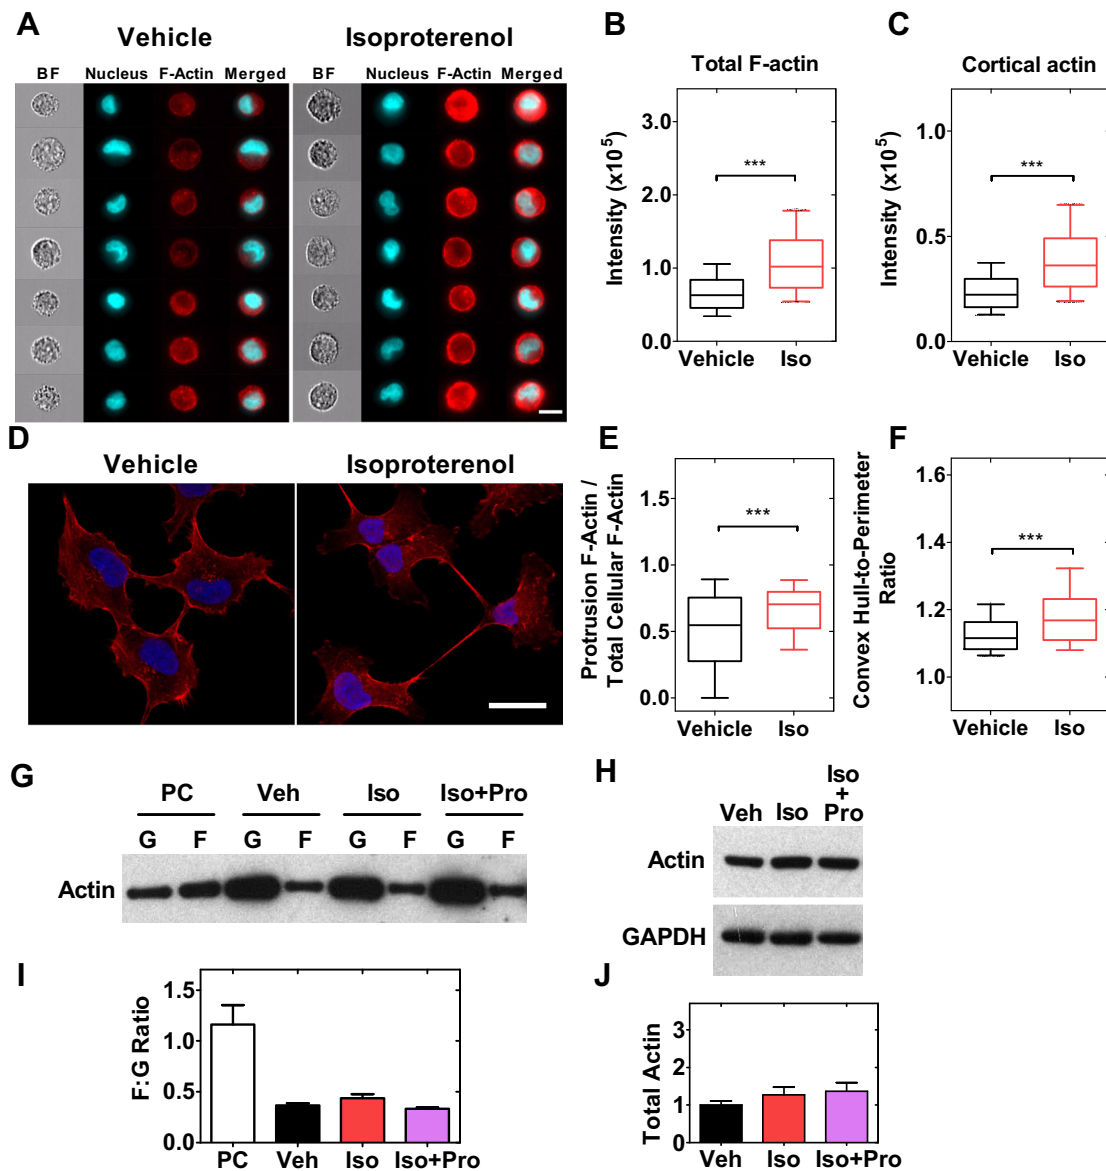 A
Vehicle
Isoproterenol
BF Nucleus F-Actin Merged
BF Nucleus F-Actin Merged
B
Total F-actin
Intensity (x10^5)
3.0
2.0
1.0
0.0
***
Vehicle Iso
C
Cortical actin
Intensity (x10^5)
1.0
0.5
0.0
***
Vehicle Iso
D
Vehicle
Isoproterenol
E
Protrusion F-Actin /
Total Cellular F-Actin
1.5
1.0
0.5
0.0
***
Vehicle Iso
F
Convex Hull-to-Perimeter
Ratio
1.6
1.4
1.2
1.0
***
Vehicle Iso
G
PC Veh Iso Iso+Pro
G F G F G F G F
Actin
H
Veh Iso Iso
+
Pro
Actin
GAPDH
I
F:G Ratio
1.5
1.0
0.5
0.0
PC Veh Iso Iso+Pro
J
Total Actin
3
2
1
0
Veh Iso Iso+Pro